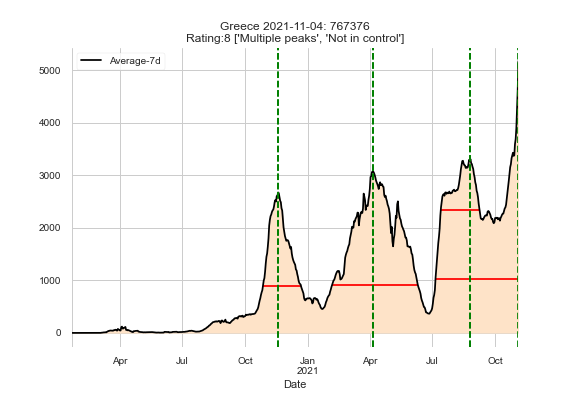 Greece 2021-11-04: 767376
Rating:8 ['Multiple peaks', 'Not in control']
Average-7d
5000
4000
3000
2000
1000
0
Apr Jul Oct Jan Apr Jul Oct
2021
Date